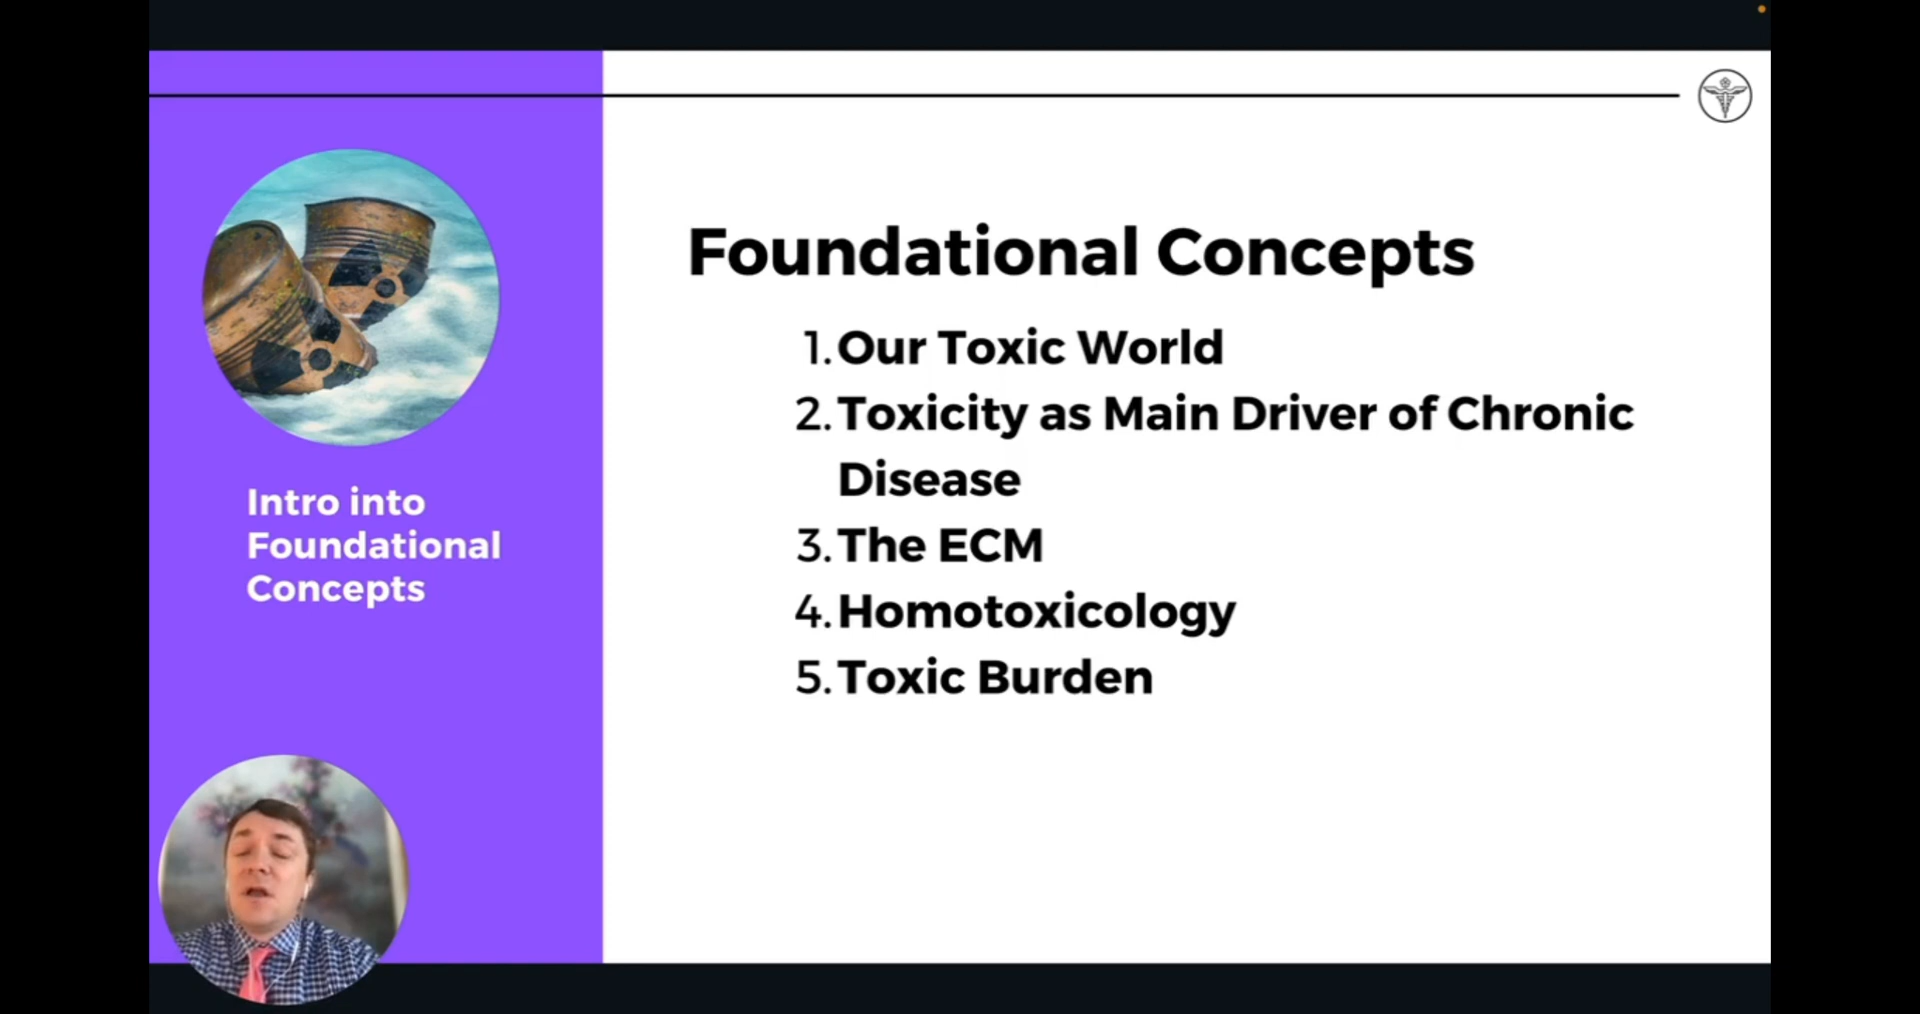 Intro into
Foundational
Concepts
Foundational Concepts
1. Our Toxic World
2. Toxicity as Main Driver of Chronic
Disease
3. The ECM
4. Homotoxicology
5. Toxic Burden